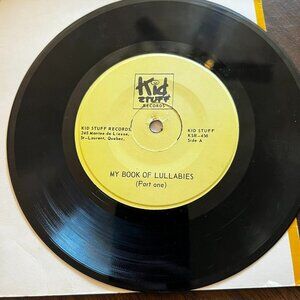 Kid
STUFF
RECORDS
KID STUFF RECORDS
KID STUFF
St-Laurent, Quebec,
Side A
MY BOOK OF LULLABIES
(Part one)